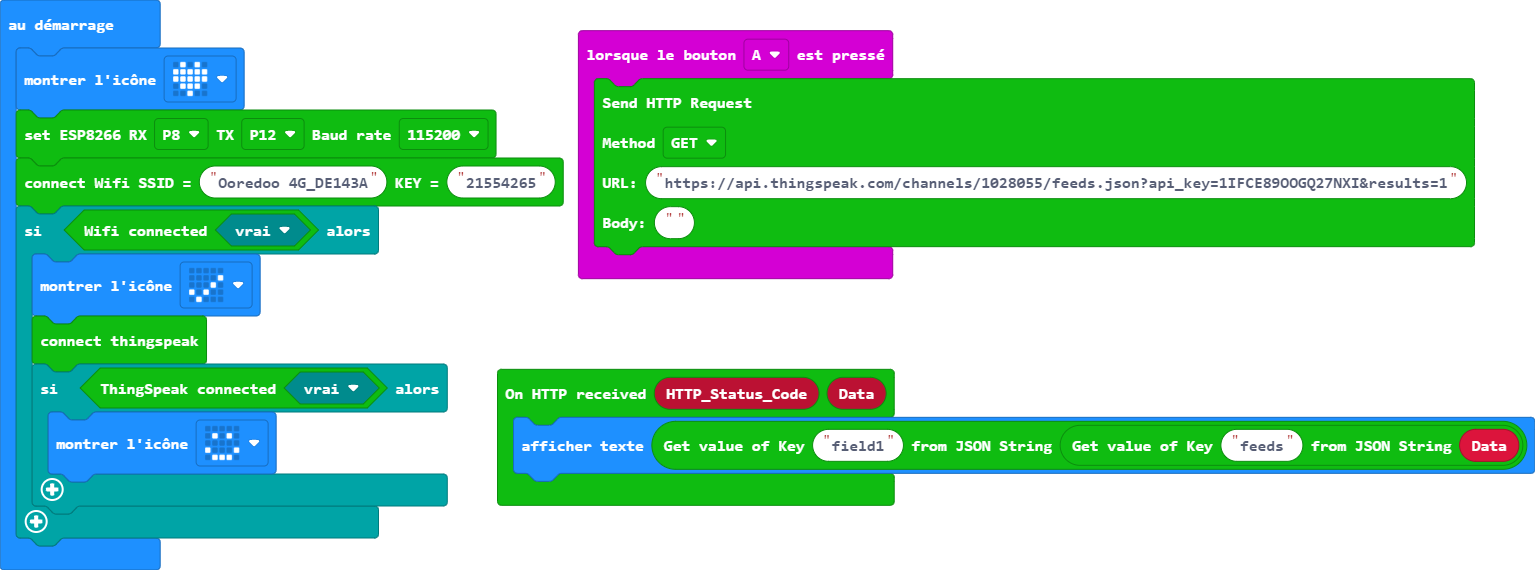 au démarrage
montrer l'icône
set ESP8266 RX P8 TX P12 Baud rate 115200
connect Wifi SSID = "Ooredoo 4G_DE143A" KEY = "21554265"
si Wifi connected vrai alors
montrer l'icône
connect thingspeak
si ThingSpeak connected vrai alors
montrer l'icône
lorsque le bouton A est pressé
Send HTTP Request
Method GET
URL: "https://api.thingspeak.com/channels/1028055/feeds.json?api_key=1IFCE89OOGQ27NXI&results=1"
Body: " "
On HTTP received HTTP_Status_Code Data
afficher texte Get value of Key "field1" from JSON String Get value of Key "feeds" from JSON String Data